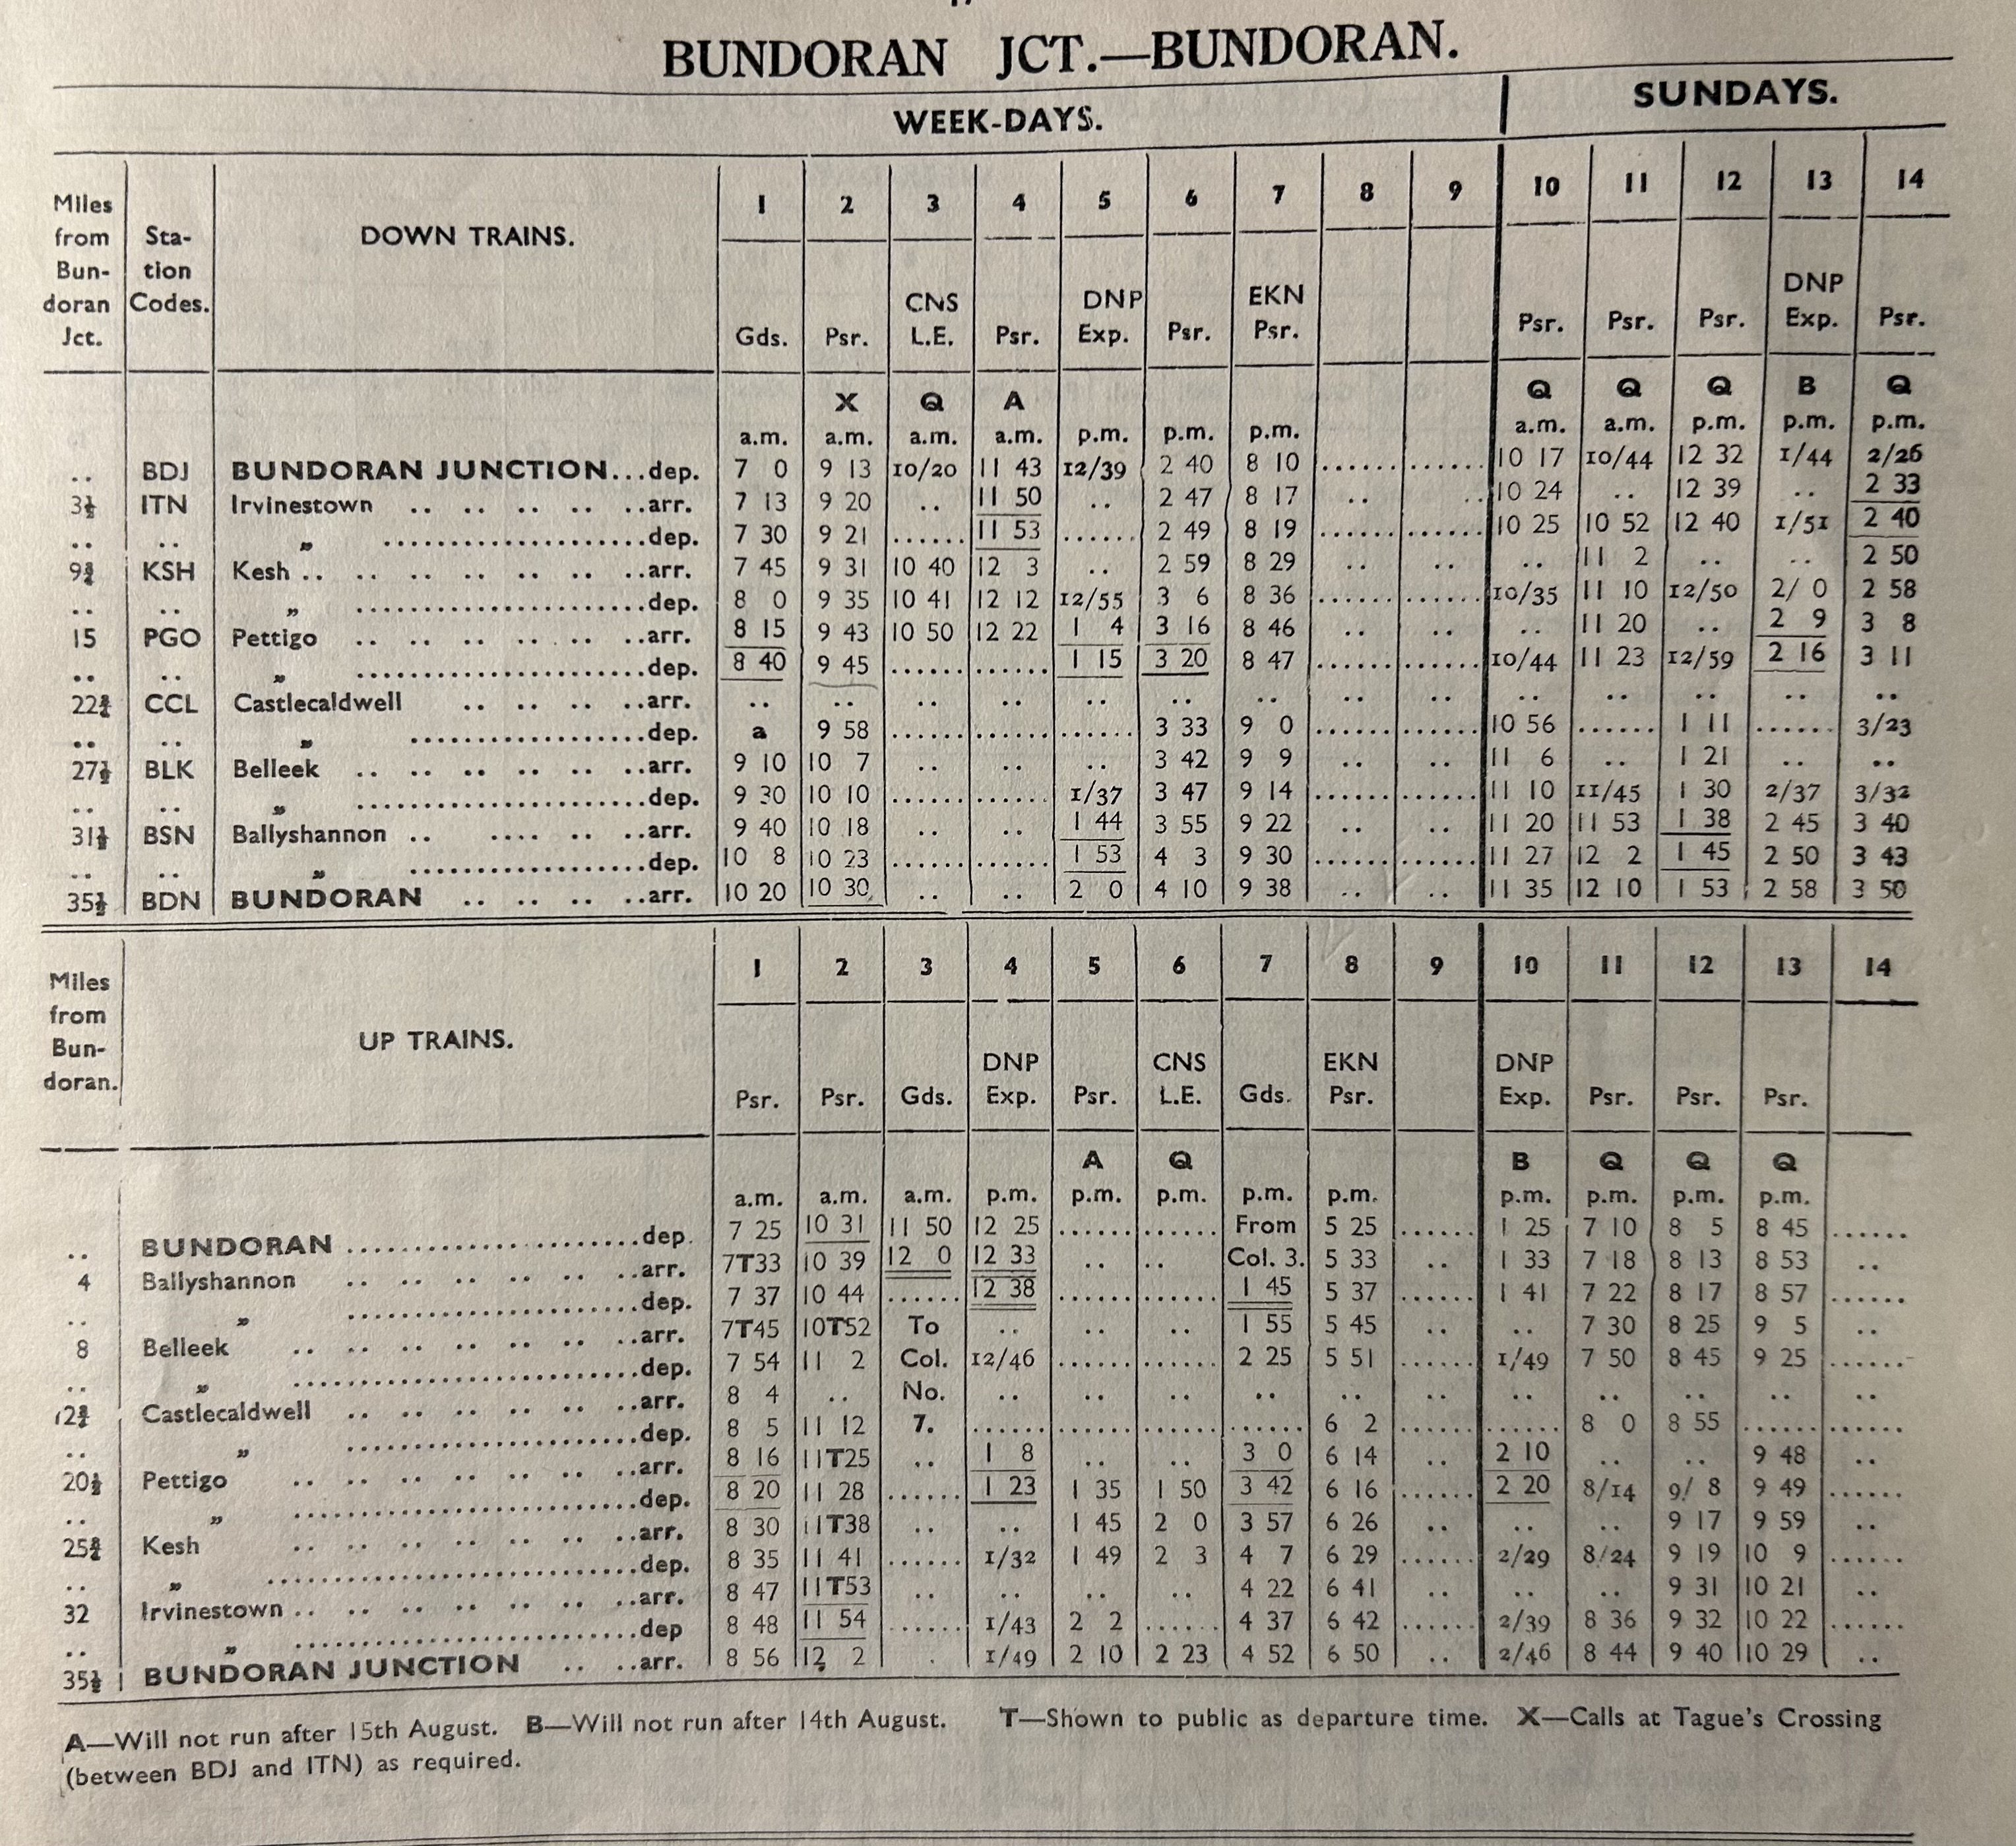 BUNDORAN JCT.—BUNDORAN.
WEEK-DAYS. SUNDAYS.
Miles from Bundoran Jct. Station Codes. DOWN TRAINS. 1 2 3 4 5 6 7 8 9 10 11 12 13 14
CNS DNP EKN DNP
Gds. Psr. L.E. Psr. Exp. Psr. Psr. Psr. Psr. Psr. Exp. Psr.
X Q A Q Q Q B Q
a.m. a.m. a.m. a.m. p.m. p.m. p.m. a.m. a.m. p.m. p.m. p.m.
.. BDJ BUNDORAN JUNCTION...dep. 7 0 9 13 10/20 11 43 12/39 2 40 8 10 ...... ...... 10 17 10/44 12 32 1/44 2/26
3½ ITN Irvinestown .. .. .. .. ..arr. 7 13 9 20 .. 11 50 .. 2 47 8 17 .. .. 10 24 .. 12 39 .. 2 33
.. .. „ ......dep. 7 30 9 21 ...... 11 53 ...... 2 49 8 19 ...... ...... 10 25 10 52 12 40 1/51 2 40
9¾ KSH Kesh .. .. .. .. .. .. ..arr. 7 45 9 31 10 40 12 3 .. 2 59 8 29 .. .. .. 11 2 .. .. 2 50
.. .. „ ......dep. 8 0 9 35 10 41 12 12 12/55 3 6 8 36 ...... ...... 10/35 11 10 12/50 2/ 0 2 58
15 PGO Pettigo .. .. .. .. .. ..arr. 8 15 9 43 10 50 12 22 1 4 3 16 8 46 .. .. .. 11 20 .. 2 9 3 8
.. .. „ ......dep. 8 40 9 45 ...... ...... 1 15 3 20 8 47 ...... ...... 10/44 11 23 12/59 2 16 3 11
22¾ CCL Castlecaldwell .. .. .. ..arr. .. .. .. .. .. .. .. .. .. .. .. .. .. ..
.. .. „ ......dep. a 9 58 ...... ...... ...... 3 33 9 0 ...... ...... 10 56 ...... 1 11 ...... 3/23
27½ BLK Belleek .. .. .. .. .. ..arr. 9 10 10 7 .. .. .. 3 42 9 9 .. .. 11 6 .. 1 21 .. ..
.. .. „ ......dep. 9 30 10 10 ...... ...... 1/37 3 47 9 14 ...... ...... 11 10 11/45 1 30 2/37 3/32
31½ BSN Ballyshannon .. .... .. .. ..arr. 9 40 10 18 .. .. 1 44 3 55 9 22 .. .. 11 20 11 53 1 38 2 45 3 40
.. .. „ ......dep. 10 8 10 23 ...... ...... 1 53 4 3 9 30 ...... ...... 11 27 12 2 1 45 2 50 3 43
35½ BDN BUNDORAN .. .. .. ..arr. 10 20 10 30 .. .. 2 0 4 10 9 38 .. .. 11 35 12 10 1 53 2 58 3 50
Miles from Bundoran. UP TRAINS. 1 2 3 4 5 6 7 8 9 10 11 12 13 14
DNP CNS EKN DNP
Psr. Psr. Gds. Exp. Psr. L.E. Gds. Psr. Exp. Psr. Psr. Psr.
A Q B Q Q Q
a.m. a.m. a.m. p.m. p.m. p.m. p.m. p.m. p.m. p.m. p.m. p.m.
.. BUNDORAN ......dep. 7 25 10 31 11 50 12 25 ...... ...... From 5 25 ...... 1 25 7 10 8 5 8 45 ......
4 Ballyshannon .. .. .. .. .. ..arr. 7T33 10 39 12 0 12 33 .. .. Col. 3. 5 33 .. 1 33 7 18 8 13 8 53 ..
.. „ ......dep. 7 37 10 44 ...... 12 38 ...... ...... 1 45 5 37 ...... 1 41 7 22 8 17 8 57 ......
8 Belleek .. .. .. .. .. .. ..arr. 7T45 10T52 To .. .. .. 1 55 5 45 .. .. 7 30 8 25 9 5 ..
.. „ ......dep. 7 54 11 2 Col. 12/46 ...... ...... 2 25 5 51 ...... 1/49 7 50 8 45 9 25 ......
12¾ Castlecaldwell .. .. .. .. .. ..arr. 8 4 .. No. .. .. .. .. .. .. .. .. .. .. ..
.. „ ......dep. 8 5 11 12 7. ...... ...... ...... ...... 6 2 ...... ...... 8 0 8 55 ...... ......
20½ Pettigo .. .. .. .. .. .. ..arr. 8 16 11T25 .. 1 8 .. .. 3 0 6 14 .. 2 10 .. .. 9 48 ..
.. „ ......dep. 8 20 11 28 ...... 1 23 1 35 1 50 3 42 6 16 ...... 2 20 8/14 9/ 8 9 49 ......
25¾ Kesh .. .. .. .. .. .. ..arr. 8 30 11T38 .. .. 1 45 2 0 3 57 6 26 .. .. .. 9 17 9 59 ..
.. „ ......dep. 8 35 11 41 ...... 1/32 1 49 2 3 4 7 6 29 ...... 2/29 8/24 9 19 10 9 ......
32 Irvinestown .. .. .. .. .. .. ..arr. 8 47 11T53 .. .. .. .. 4 22 6 41 .. .. .. 9 31 10 21 ..
.. „ ......dep 8 48 11 54 ...... 1/43 2 2 ...... 4 37 6 42 ...... 2/39 8 36 9 32 10 22 ......
35½ BUNDORAN JUNCTION .. ..arr. 8 56 12 2 . 1/49 2 10 2 23 4 52 6 50 .. 2/46 8 44 9 40 10 29 ..
A—Will not run after 15th August. B—Will not run after 14th August. T—Shown to public as departure time. X—Calls at Tague's Crossing
(between BDJ and ITN) as required.